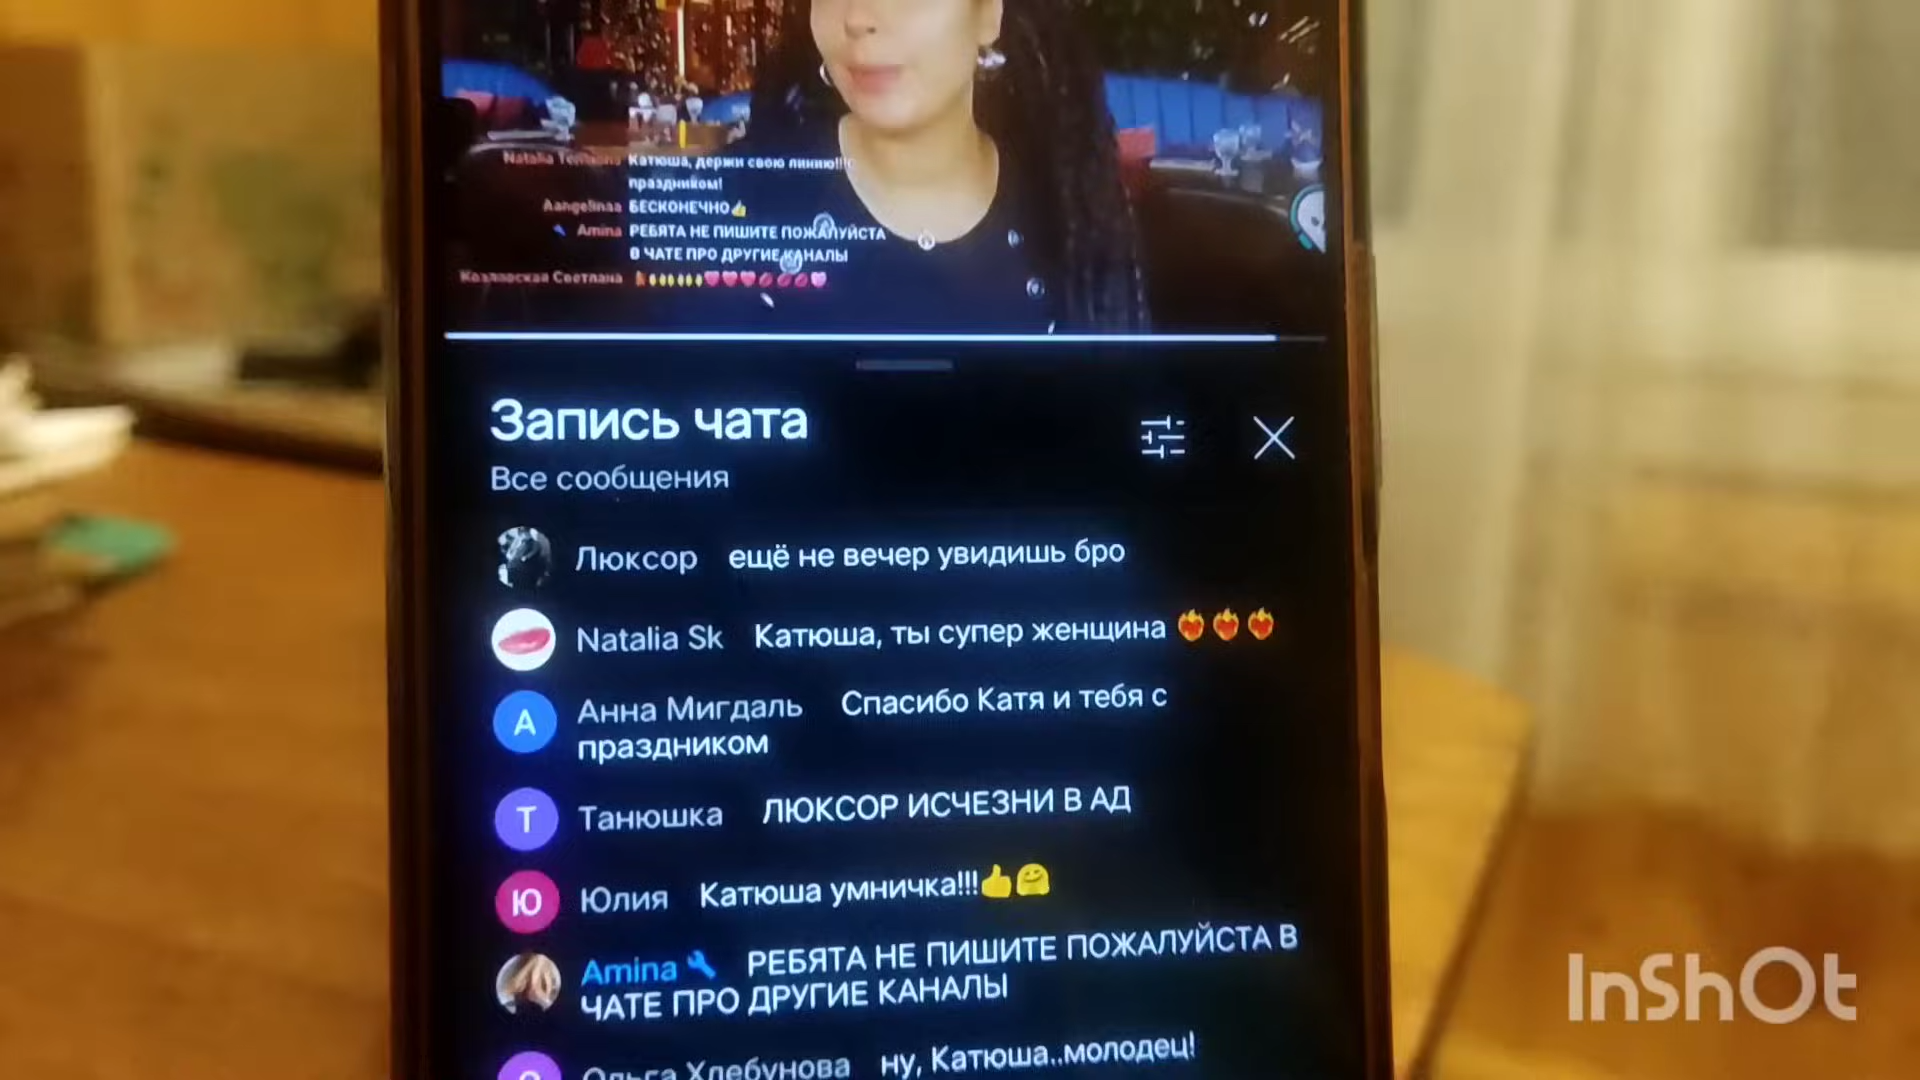 Natalia Катюша, держи свою линию!!!С
праздником!
Aangelinaa БЕСКОНЕЧНО👍
Amina РЕБЯТА НЕ ПИШИТЕ ПОЖАЛУЙСТА
В ЧАТЕ ПРО ДРУГИЕ КАНАЛЫ
Козловская Светлана
Запись чата
Все сообщения
Люксор ещё не вечер увидишь бро
Natalia Sk Катюша, ты супер женщина ❤️‍🔥❤️‍🔥❤️‍🔥
А Анна Мигдаль Спасибо Катя и тебя с
праздником
Т Танюшка ЛЮКСОР ИСЧЕЗНИ В АД
Ю Юлия Катюша умничка!!!👍🤗
Amina РЕБЯТА НЕ ПИШИТЕ ПОЖАЛУЙСТА В
ЧАТЕ ПРО ДРУГИЕ КАНАЛЫ
Ольга Хлебунова ну, Катюша..молодец!
InShOt